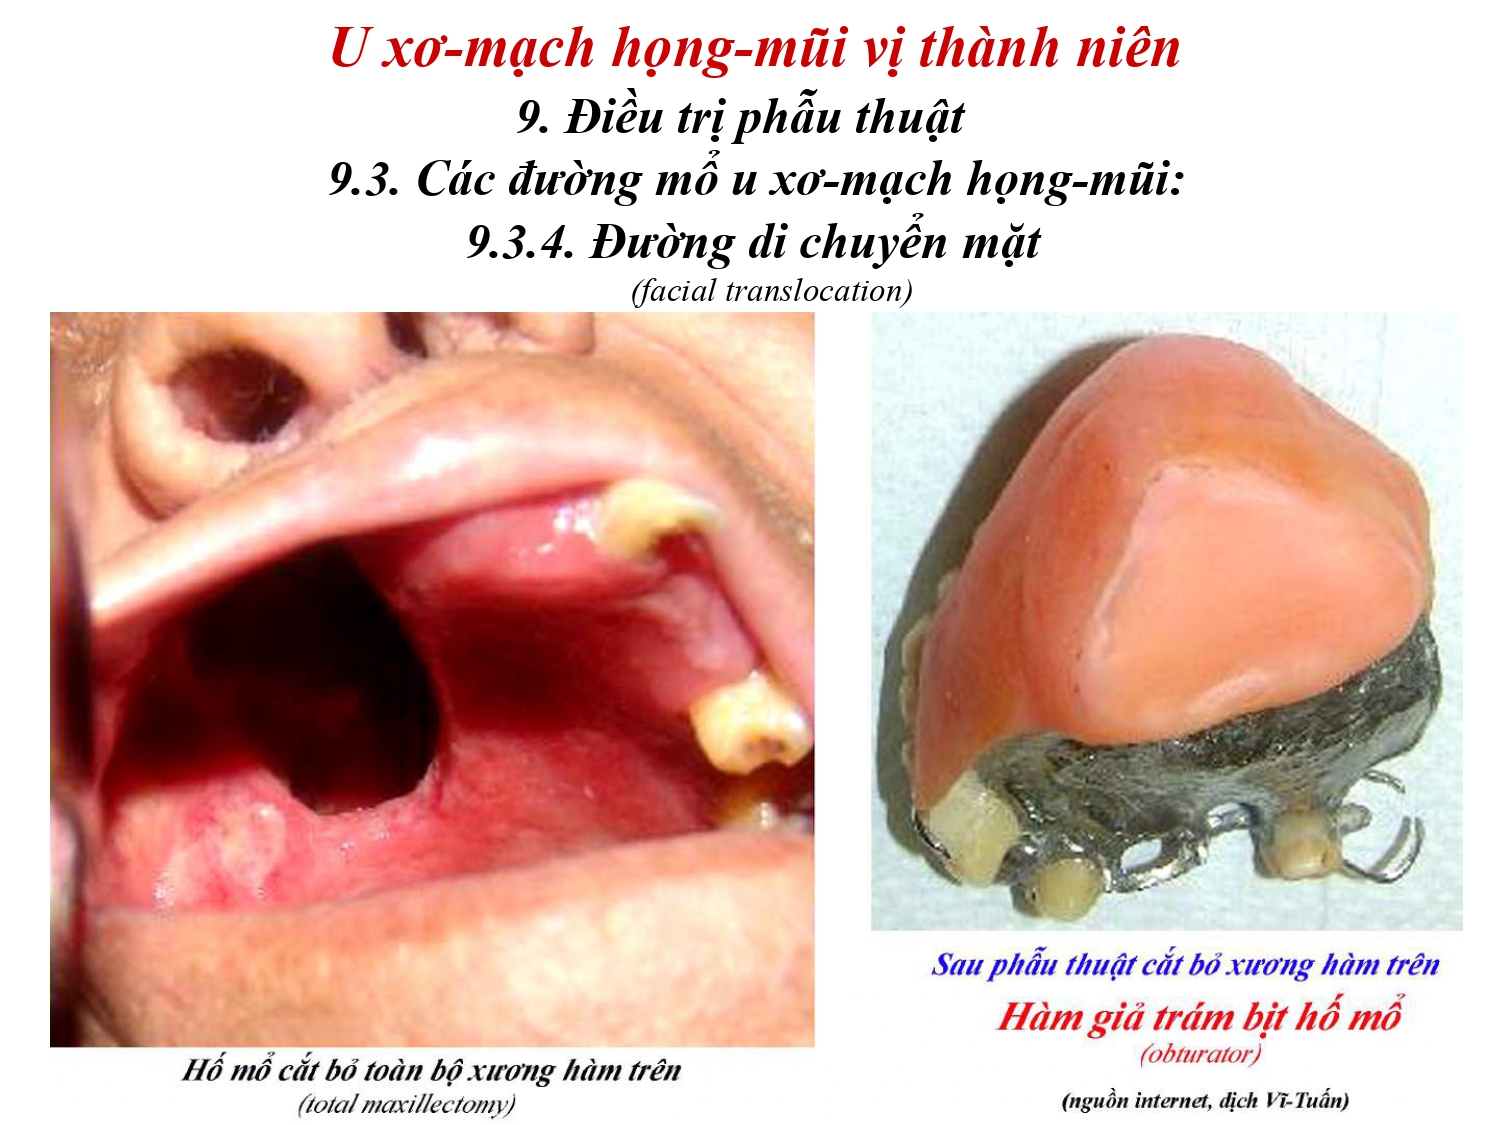 U xơ-mạch họng-mũi vị thành niên
9. Điều trị phẫu thuật
9.3. Các đường mổ u xơ-mạch họng-mũi:
9.3.4. Đường di chuyển mặt
(facial translocation)
Hố mổ cắt bỏ toàn bộ xương hàm trên
(total maxillectomy)
Sau phẫu thuật cắt bỏ xương hàm trên
Hàm giả trám bịt hố mổ
(obturator)
(nguồn internet, dịch Vĩ-Tuấn)